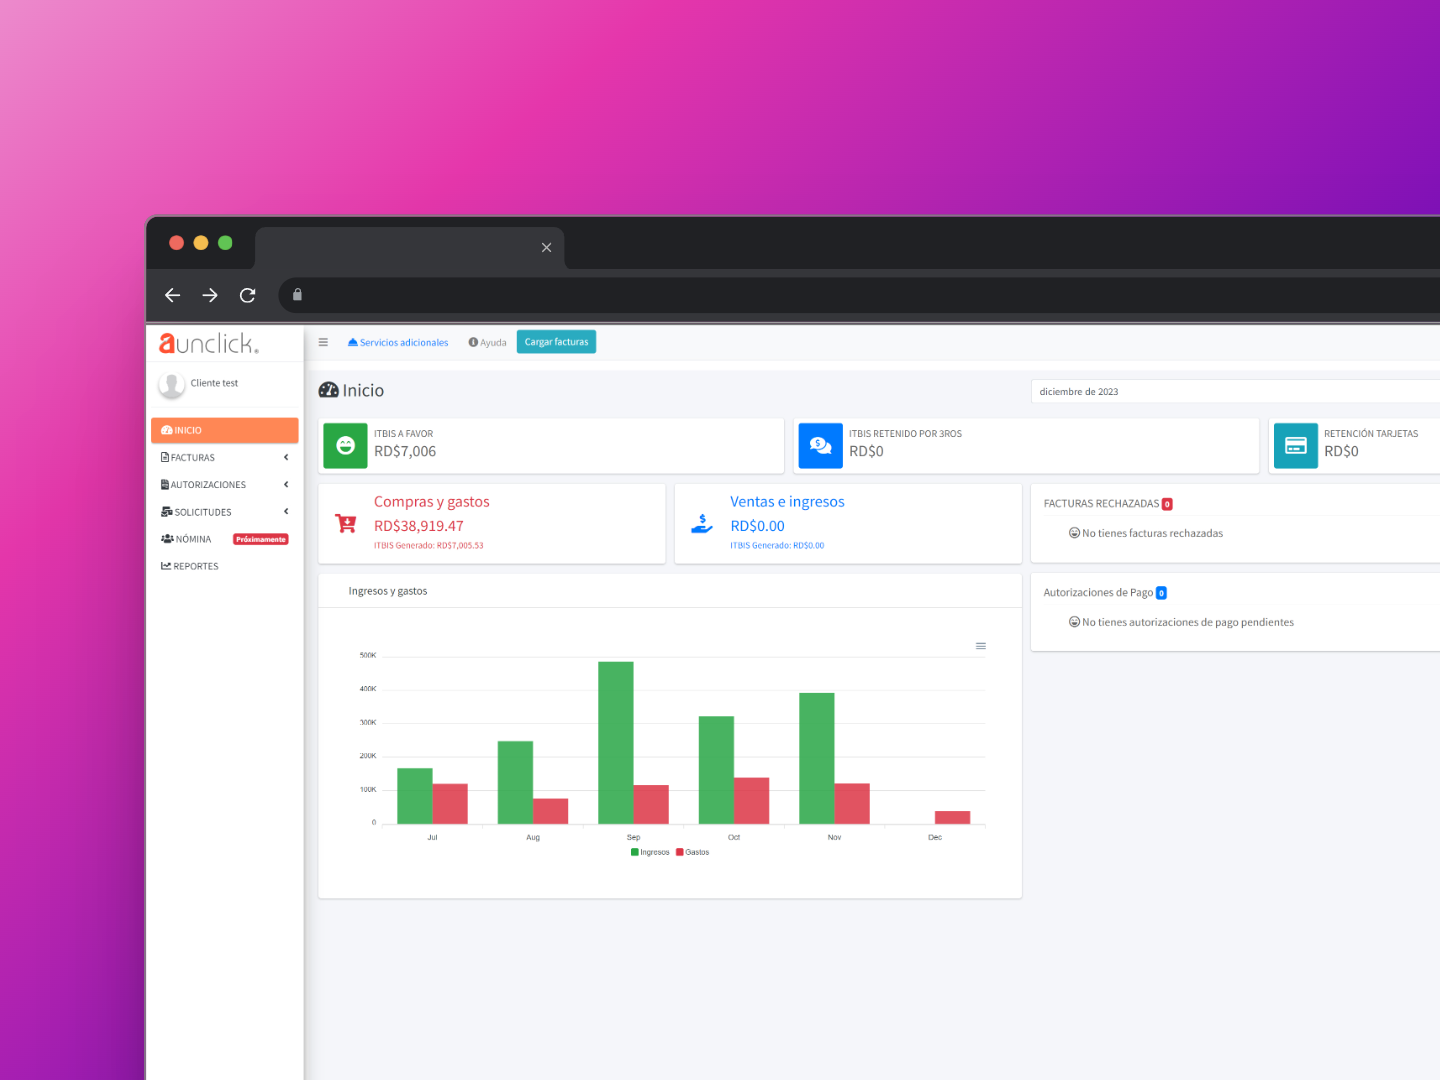 aunclick®
Servicios adicionales
Ayuda
Cargar facturas
Cliente test
Inicio
diciembre de 2023
INICIO
FACTURAS
AUTORIZACIONES
SOLICITUDES
NÓMINA
Próximamente
REPORTES
ITBIS A FAVOR
RD$7,006
ITBIS RETENIDO POR 3ROS
RD$0
RETENCIÓN TARJETAS
RD$0
Compras y gastos
RD$38,919.47
ITBIS Generado: RD$7,005.53
Ventas e ingresos
RD$0.00
ITBIS Generado: RD$0.00
FACTURAS RECHAZADAS 0
No tienes facturas rechazadas
Autorizaciones de Pago 0
No tienes autorizaciones de pago pendientes
Ingresos y gastos
500K
400K
300K
200K
100K
0
Jul Aug Sep Oct Nov Dec
Ingresos Gastos